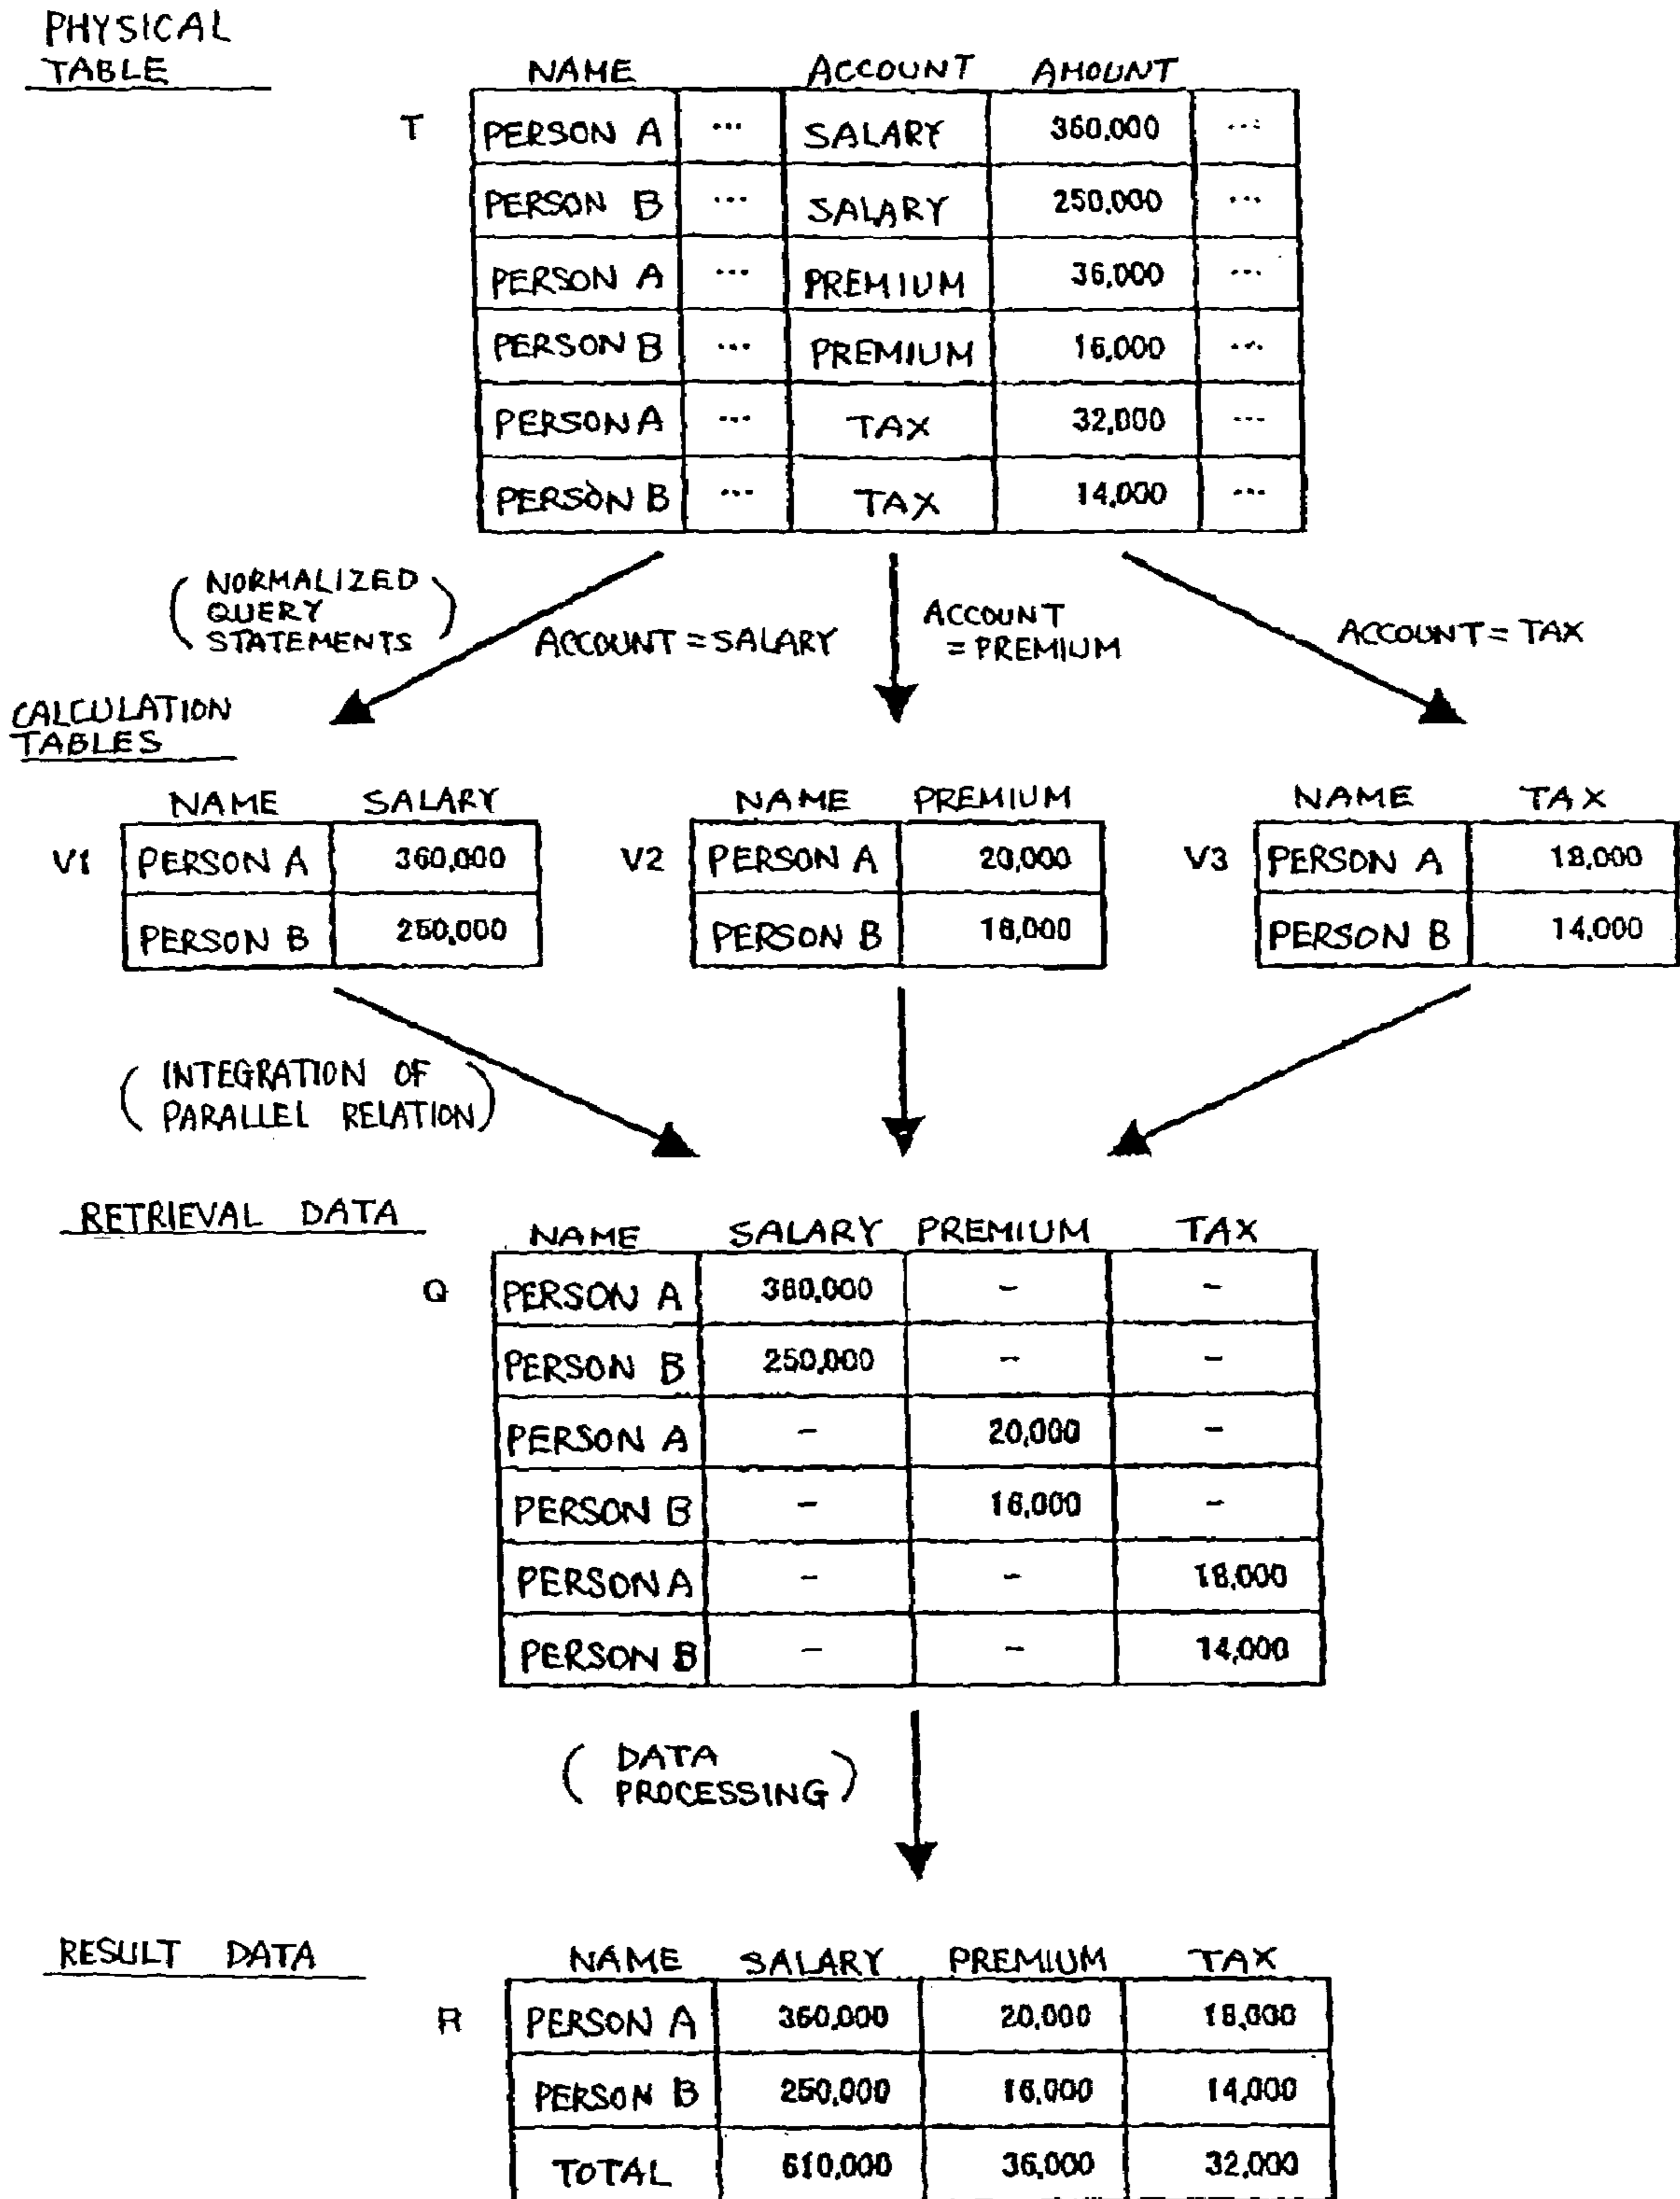 PHYSICAL
TABLE
NAME ACCOUNT AMOUNT
T PERSON A ... SALARY 360,000 ...
PERSON B ... SALARY 250,000 ...
PERSON A ... PREMIUM 36,000 ...
PERSON B ... PREMIUM 16,000 ...
PERSON A ... TAX 32,000 ...
PERSON B ... TAX 14,000 ...
( NORMALIZED
QUERY
STATEMENTS )
ACCOUNT = SALARY
ACCOUNT
= PREMIUM
ACCOUNT = TAX
CALCULATION
TABLES
NAME SALARY
V1 PERSON A 360,000
PERSON B 250,000
NAME PREMIUM
V2 PERSON A 20,000
PERSON B 16,000
NAME TAX
V3 PERSON A 18,000
PERSON B 14,000
( INTEGRATION OF
PARALLEL RELATION )
RETRIEVAL DATA
NAME SALARY PREMIUM TAX
Q PERSON A 360,000 - -
PERSON B 250,000 - -
PERSON A - 20,000 -
PERSON B - 16,000 -
PERSON A - - 18,000
PERSON B - - 14,000
( DATA
PROCESSING )
RESULT DATA
NAME SALARY PREMIUM TAX
R PERSON A 360,000 20,000 18,000
PERSON B 250,000 16,000 14,000
TOTAL 610,000 36,000 32,000